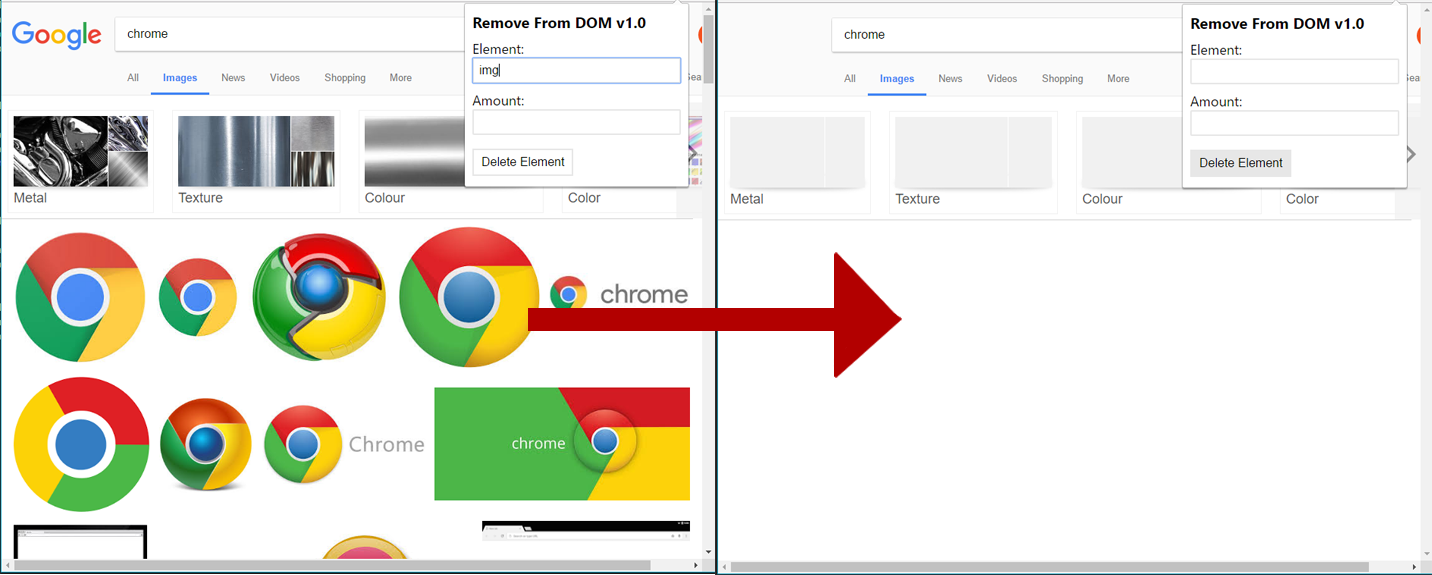 Google
chrome
Remove From DOM v1.0
Element:
img
Amount:
Delete Element
All Images News Videos Shopping More
Metal Texture Colour Color
chrome
Chrome
chrome
chrome
Remove From DOM v1.0
Element:
Amount:
Delete Element
All Images News Videos Shopping More
Metal Texture Colour Color